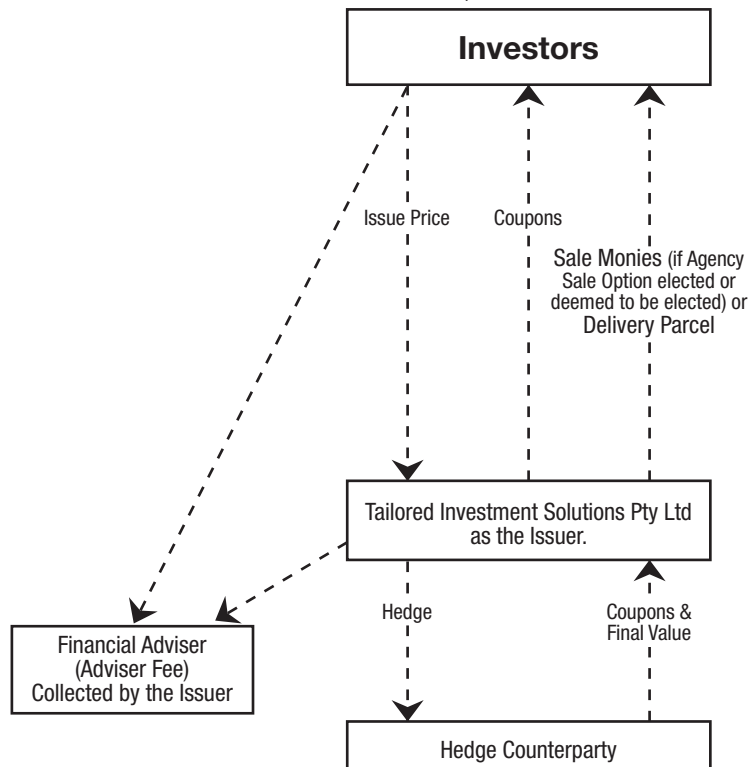 Investors
Issue Price
Coupons
Sale Monies (if Agency
Sale Option elected or
deemed to be elected) or
Delivery Parcel
Tailored Investment Solutions Pty Ltd
as the Issuer.
Hedge
Coupons &
Final Value
Financial Adviser
(Adviser Fee)
Collected by the Issuer
Hedge Counterparty